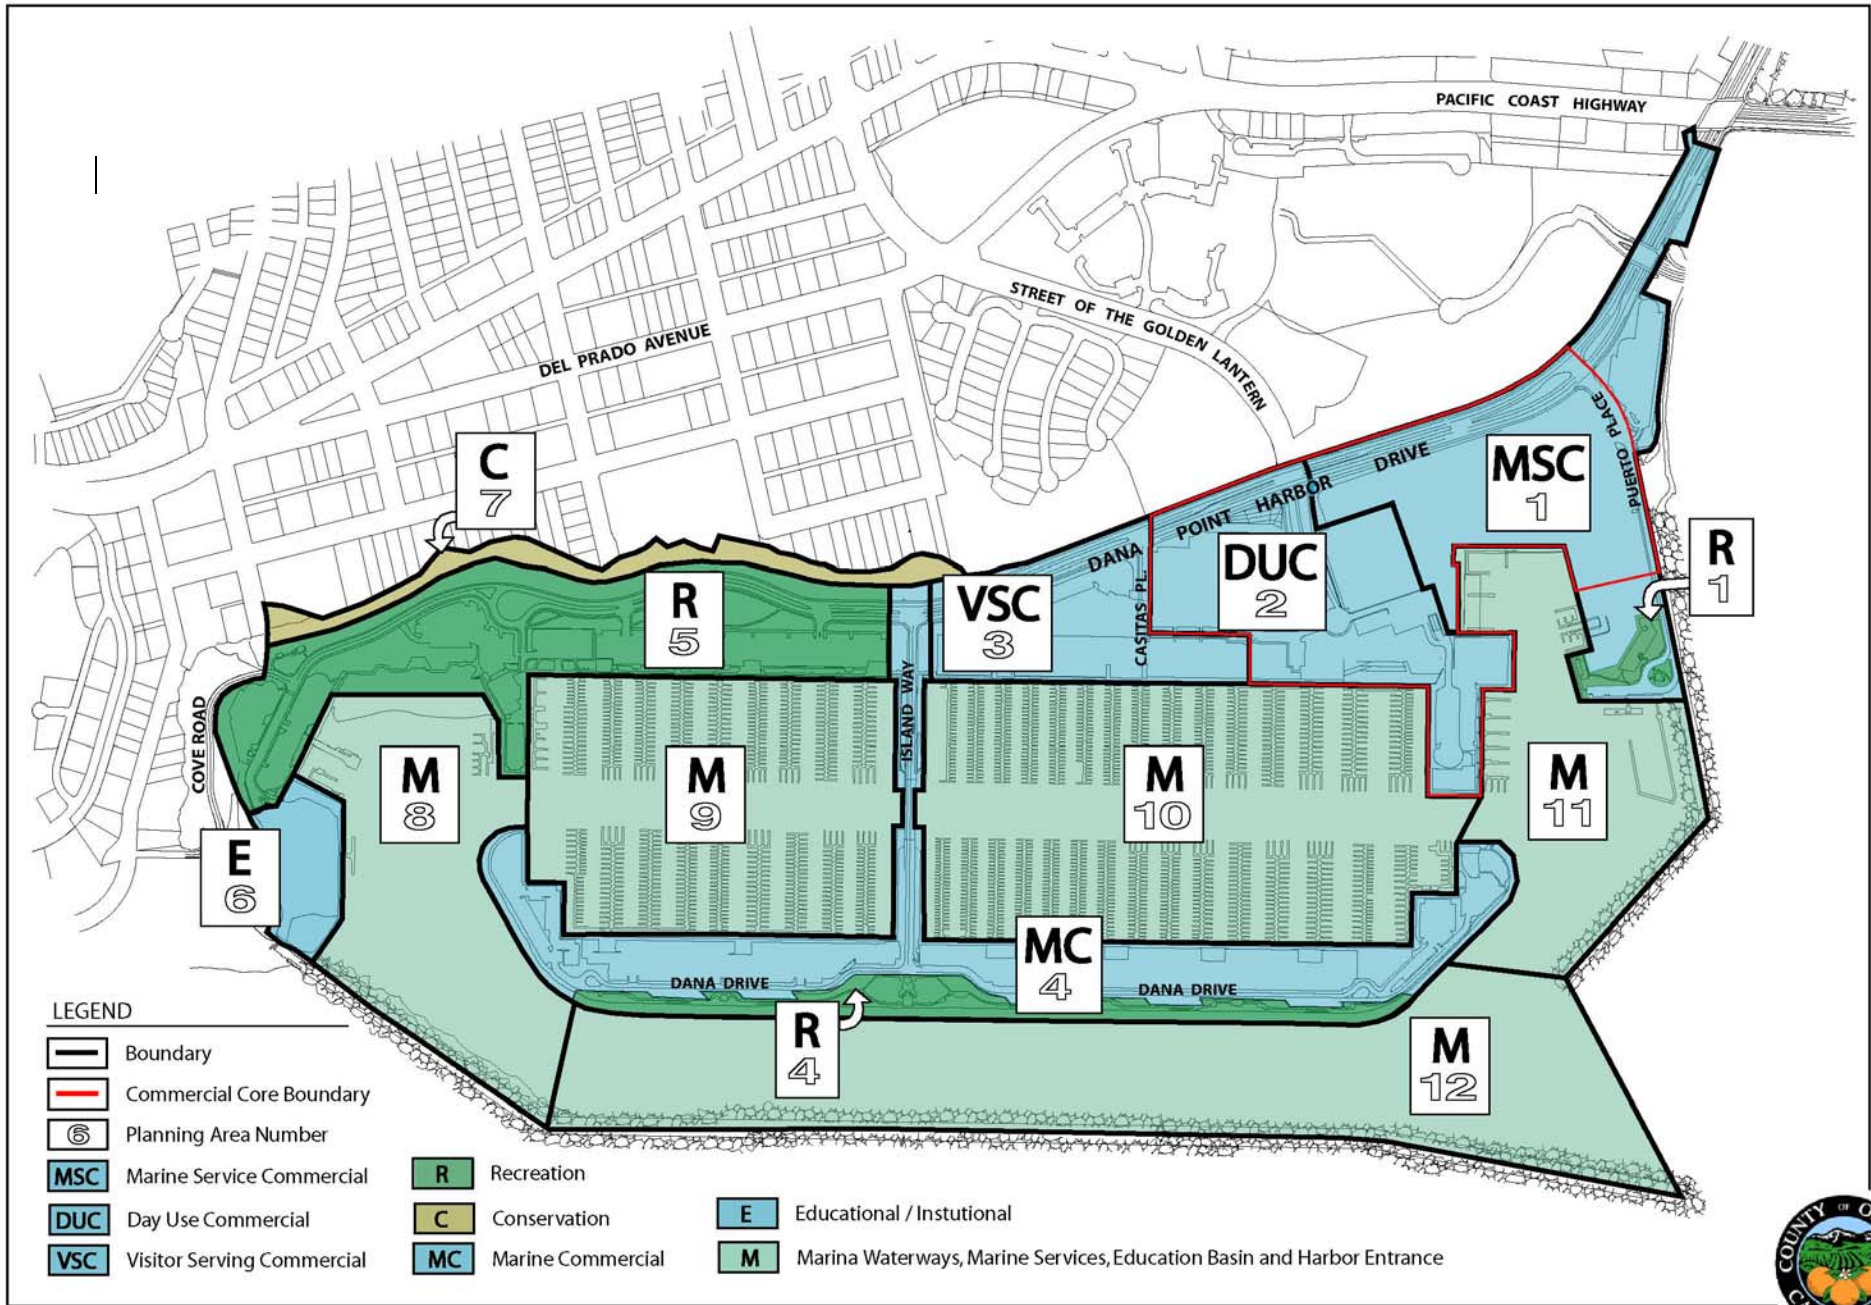 PACIFIC COAST HIGHWAY
STREET OF THE GOLDEN LANTERN
DEL PRADO AVENUE
PUERTO PLACE
DANA POINT HARBOR DRIVE
C
7
MSC
1
R
1
DUC
2
R
5
VSC
3
CASITAS PL.
ISLAND WAY
COVE ROAD
M
8
M
9
M
10
M
11
E
6
MC
4
DANA DRIVE
DANA DRIVE
R
4
M
12
LEGEND
Boundary
Commercial Core Boundary
6 Planning Area Number
MSC Marine Service Commercial
DUC Day Use Commercial
VSC Visitor Serving Commercial
R Recreation
C Conservation
MC Marine Commercial
E Educational / Instutional
M Marina Waterways, Marine Services, Education Basin and Harbor Entrance
COUNTY OF